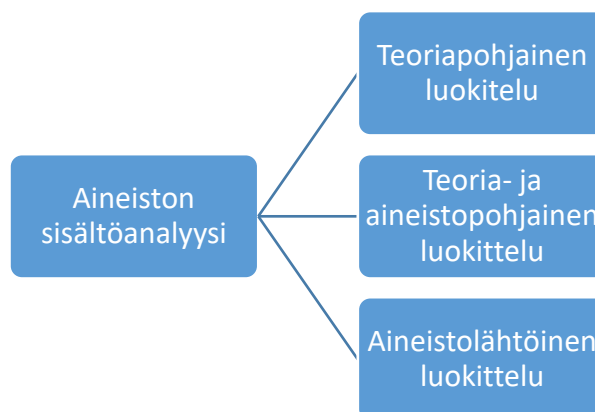 Teoriapohjainen
luokitelu
Aineiston
sisältöanalyysi
Teoria- ja
aineistopohjainen
luokittelu
Aineistolähtöinen
luokittelu